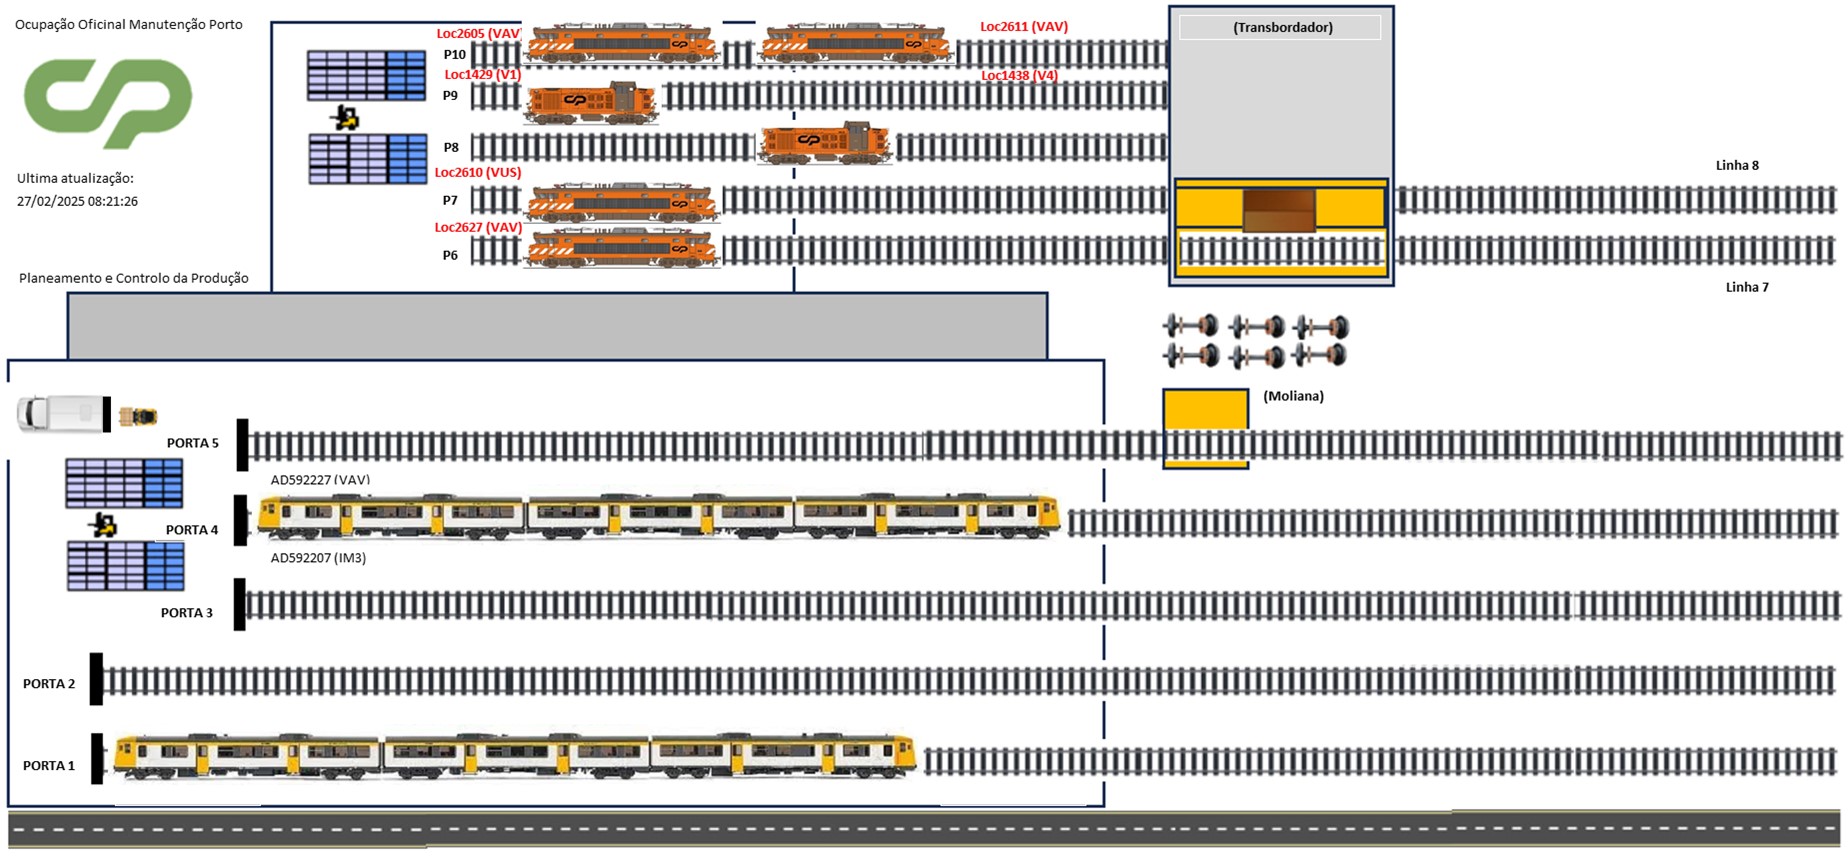 Ocupação Oficinal Manutenção Porto
Ultima atualização:
27/02/2025 08:21:26
Planeamento e Controlo da Produção
Loc2605 (VAV)
Loc2611 (VAV)
P10
Loc1429 (V1)
Loc1438 (V4)
P9
P8
Loc2610 (VUS)
P7
Loc2627 (VAV)
P6
(Transbordador)
Linha 8
Linha 7
(Moliana)
PORTA 5
AD592227 (VAV)
PORTA 4
AD592207 (IM3)
PORTA 3
PORTA 2
PORTA 1